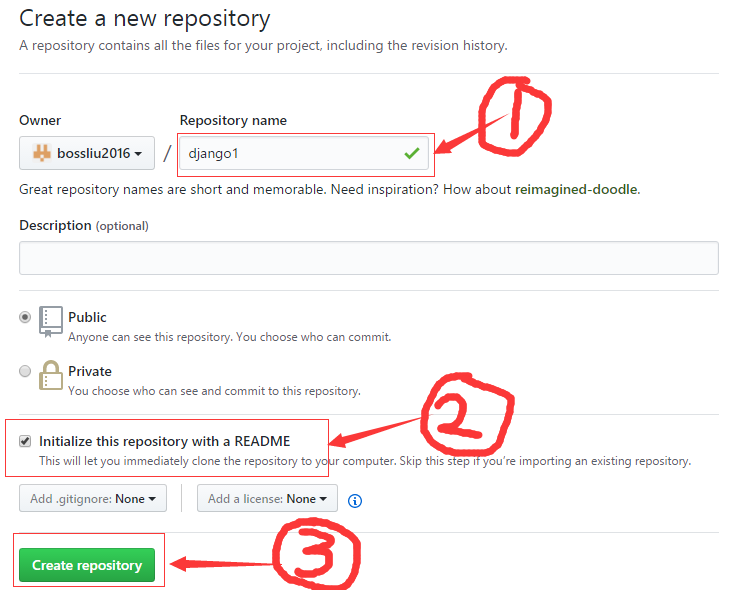 Create a new repository
A repository contains all the files for your project, including the revision history.
Owner Repository name
bossliu2016 / django1
Great repository names are short and memorable. Need inspiration? How about reimagined-doodle.
Description (optional)
Public
Anyone can see this repository. You choose who can commit.
Private
You choose who can see and commit to this repository.
Initialize this repository with a README
This will let you immediately clone the repository to your computer. Skip this step if you're importing an existing repository.
Add .gitignore: None Add a license: None
Create repository
1
2
3